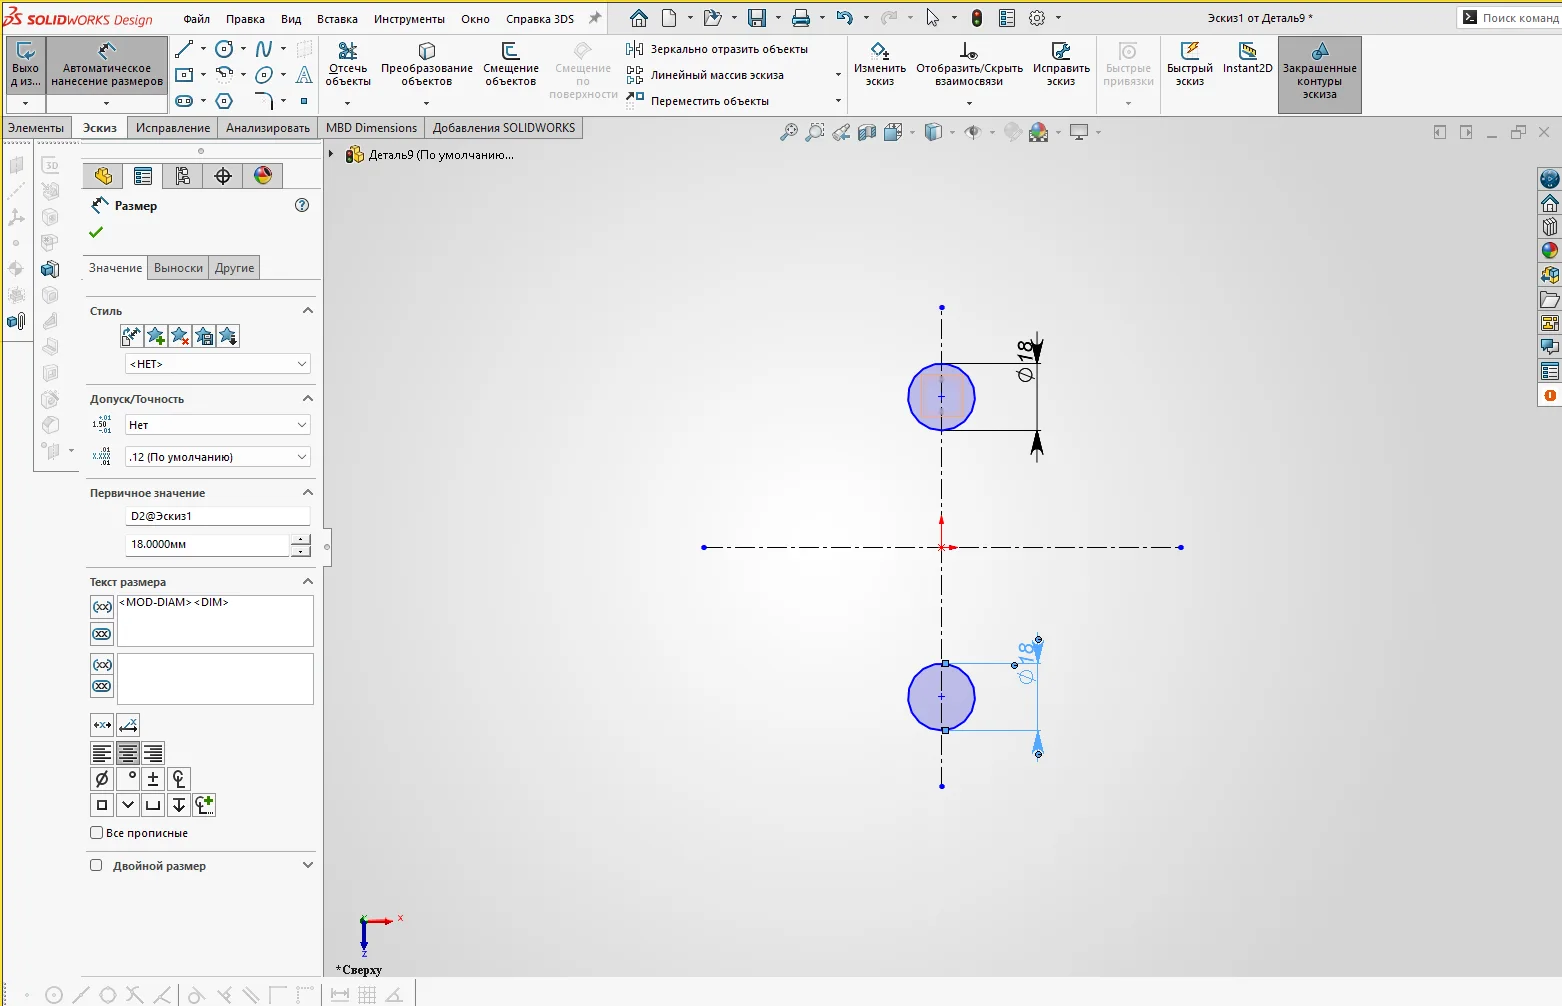 SOLIDWORKS Design
Файл Правка Вид Вставка Инструменты Окно Справка 3DS
Эскиз1 от Деталь9 *
Поиск команд
Выхо
д из...
Автоматическое
нанесение размеров
Отсечь
объекты
Преобразование
объектов
Смещение
объектов
Смещение
по
поверхности
Зеркально отразить объекты
Линейный массив эскиза
Переместить объекты
Изменить
эскиз
Отобразить/Скрыть
взаимосвязи
Исправить
эскиз
Быстрые
привязки
Быстрый
эскиз
Instant2D
Закрашенные
контуры
эскиза
Элементы Эскиз Исправление Анализировать MBD Dimensions Добавления SOLIDWORKS
3D
Деталь9 (По умолчанию...
Размер
Значение Выноски Другие
Стиль
<НЕТ>
Допуск/Точность
Нет
.12 (По умолчанию)
Первичное значение
D2@Эскиз1
18.0000мм
Текст размера
<MOD-DIAM><DIM>
Все прописные
Двойной размер
∅ 18
∅ 18
x
z
*Сверху